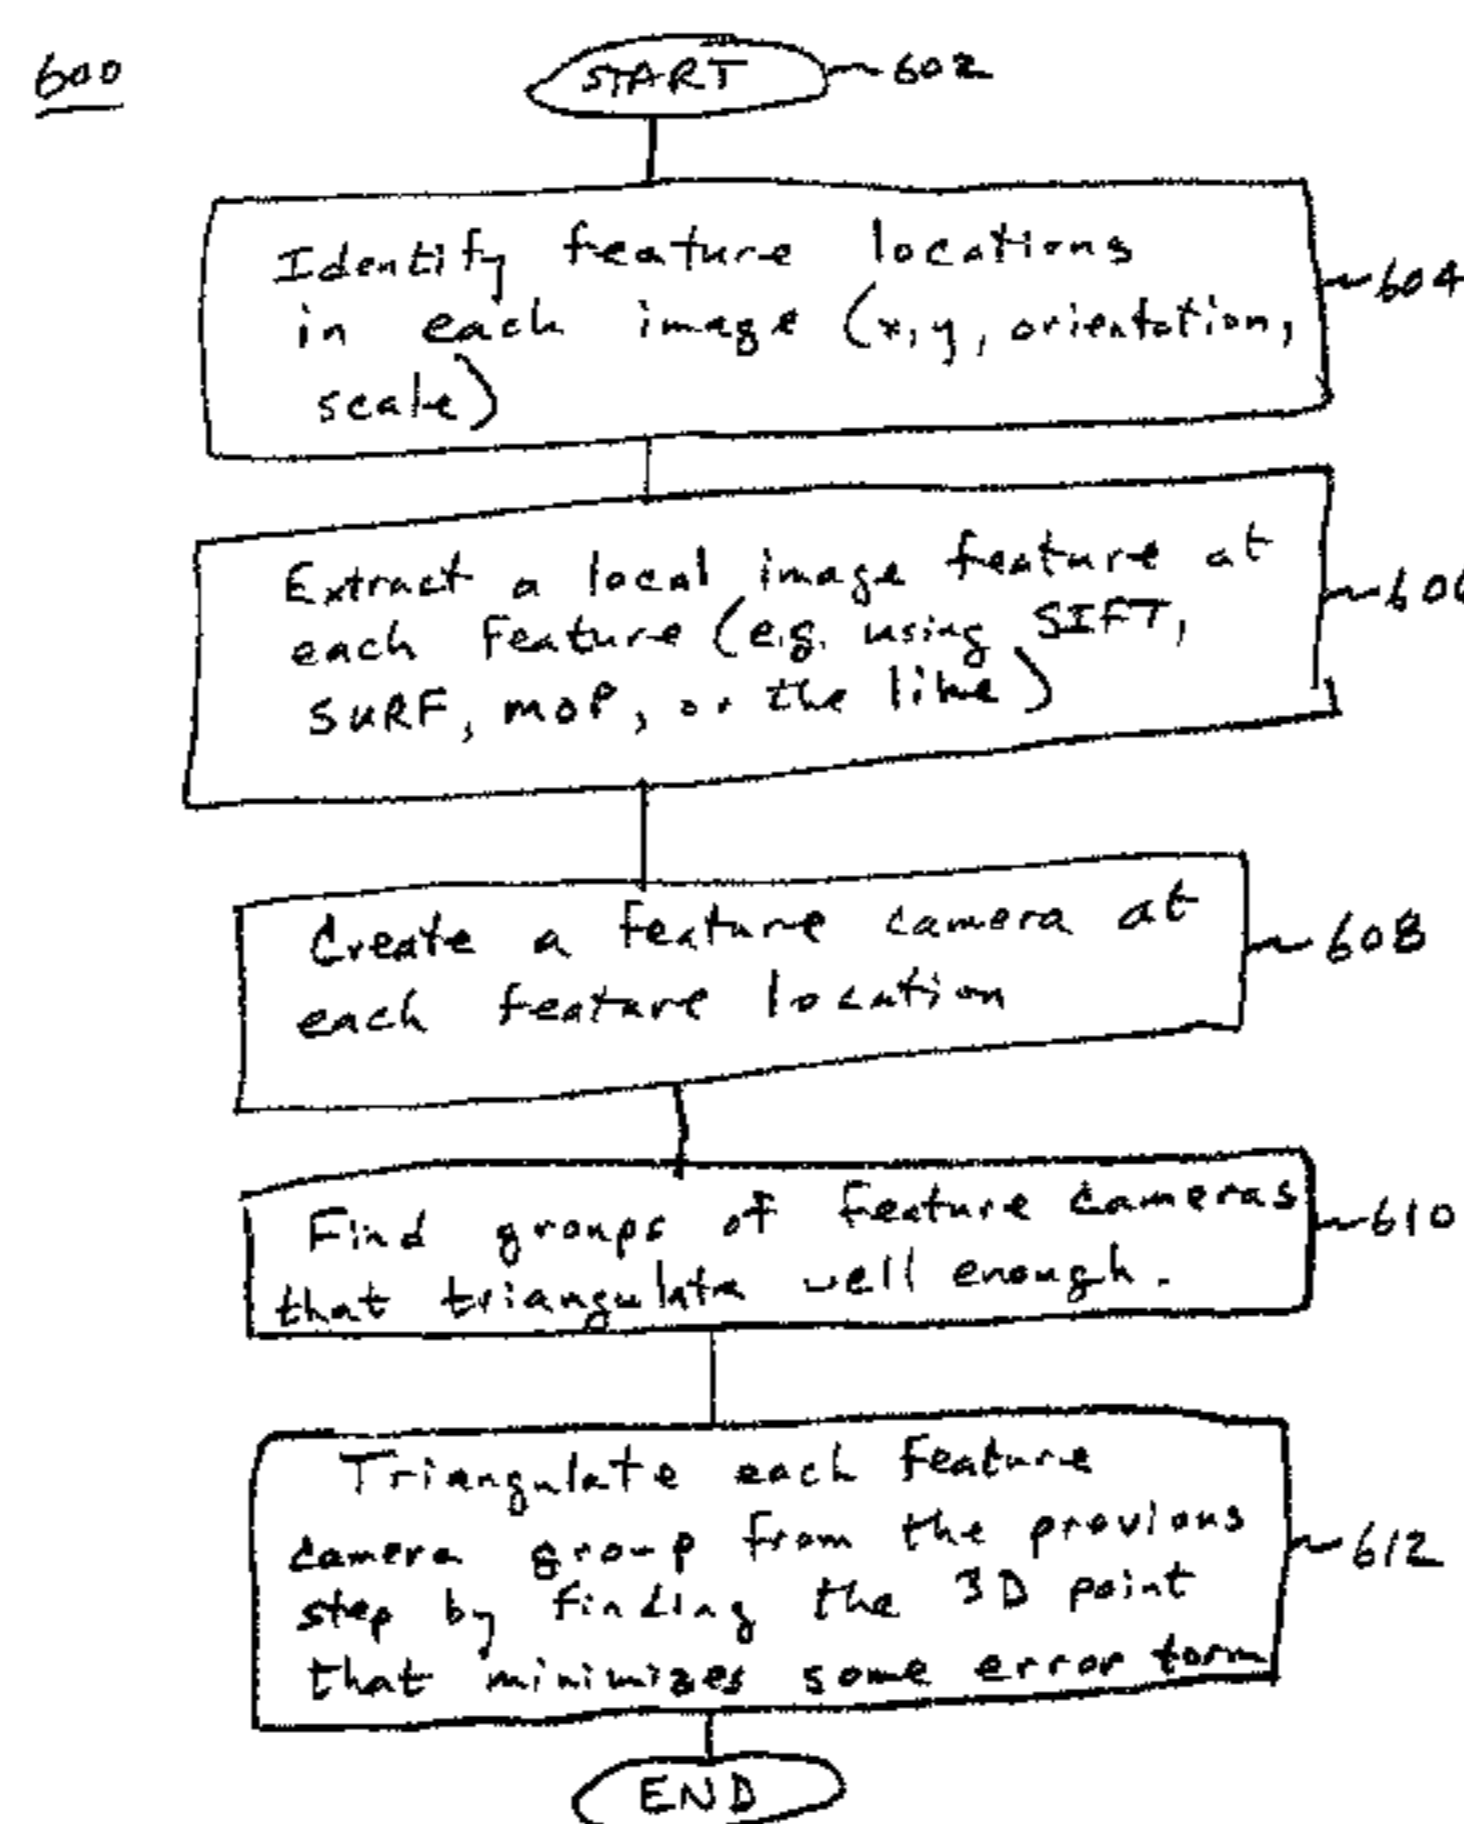 600
START 602
Identify feature locations
in each image (x, y, orientation,
scale)
604
Extract a local image feature at
each feature (e.g. using SIFT,
SURF, MOP, or the like)
606
Create a feature camera at
each feature location
608
Find groups of feature cameras
that triangulate well enough.
610
Triangulate each feature
camera group from the previous
step by finding the 3D point
that minimizes some error term
612
END